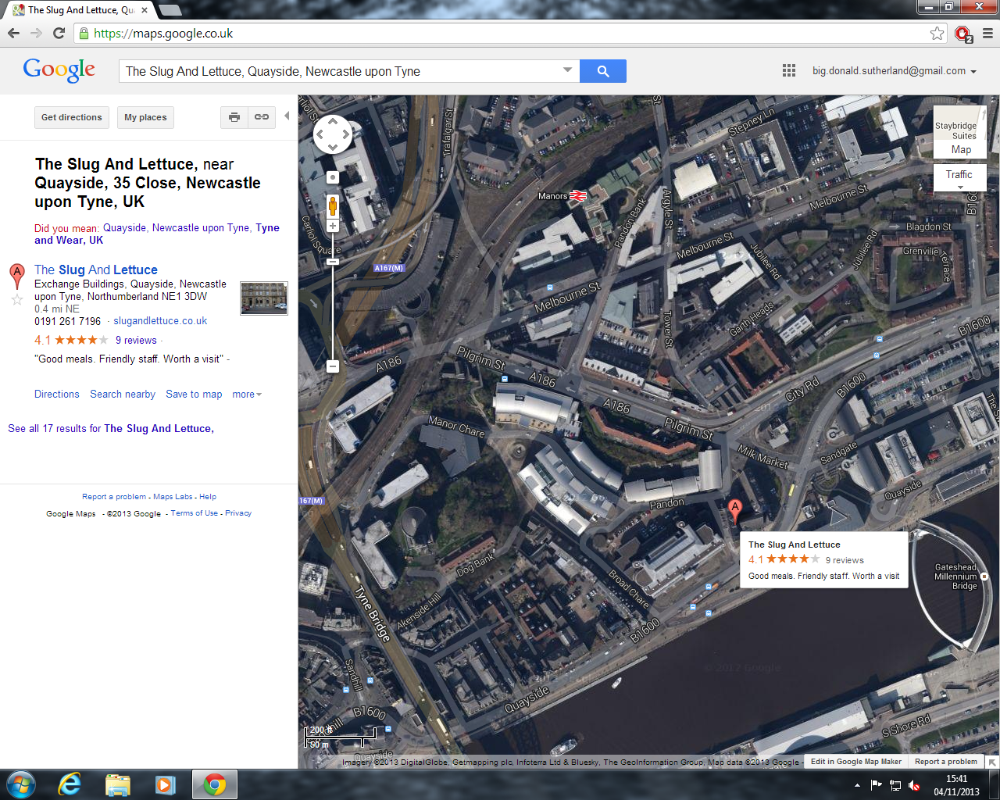 The Slug And Lettuce, Qu
https://maps.google.co.uk
2
Google
The Slug And Lettuce, Quayside, Newcastle upon Tyne
big.donald.sutherland@gmail.com
Get directions
My places
The Slug And Lettuce, near
Quayside, 35 Close, Newcastle
upon Tyne, UK
Did you mean: Quayside, Newcastle upon Tyne, Tyne
and Wear, UK
A
The Slug And Lettuce
Exchange Buildings, Quayside, Newcastle
upon Tyne, Northumberland NE1 3DW
0.4 mi NE
0191 261 7196 · slugandlettuce.co.uk
4.1 9 reviews ·
"Good meals. Friendly staff. Worth a visit" -
Directions Search nearby Save to map more
See all 17 results for The Slug And Lettuce,
Report a problem - Maps Labs - Help
Google Maps - ©2013 Google - Terms of Use - Privacy
Carliol St
Trafalgar St
Stepney Ln
Staybridge
Suites
Map
Traffic
Manors
Argyle St
Melbourne St
B1600
Pandon Bank
Carliol Square
Blagdon St
Melbourne St
Jubilee Rd
Jubilee Rd
Grenville
Terrace
A167(M)
Melbourne St
Garth Heads
Tower St
B1600
A186
Pilgrim St
A186
City Rd
B1600
A186
Pilgrim St
Manor Chare
Milk Market
Sandgate
Quayside
167(M)
Pandon
A
The Slug And Lettuce
4.1 9 reviews
Good meals. Friendly staff. Worth a visit
Gateshead
Millennium
Bridge
Dog Bank
Broad Chare
Akenside Hill
Tyne Bridge
B1600
© 2012 Google
Sandhill
Quayside
B1600
S Shore Rd
200 ft
50 m
Quayside
Imagery ©2013 DigitalGlobe, Getmapping plc, Infoterra Ltd & Bluesky, The GeoInformation Group, Map data ©2013 Google -
Edit in Google Map Maker
Report a problem
15:41
04/11/2013